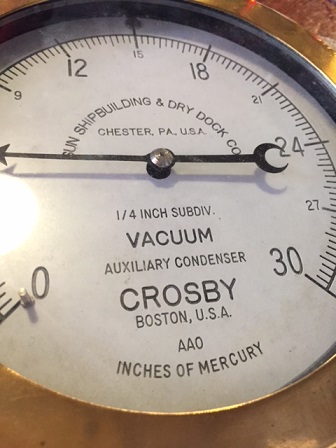 12
15
18
9
21
SUN SHIPBUILDING & DRY DOCK CO.
CHESTER, PA. U.S.A.
24
1/4 INCH SUBDIV.
27
VACUUM
AUXILIARY CONDENSER
0
30
CROSBY
BOSTON, U.S.A.
AAO
INCHES OF MERCURY